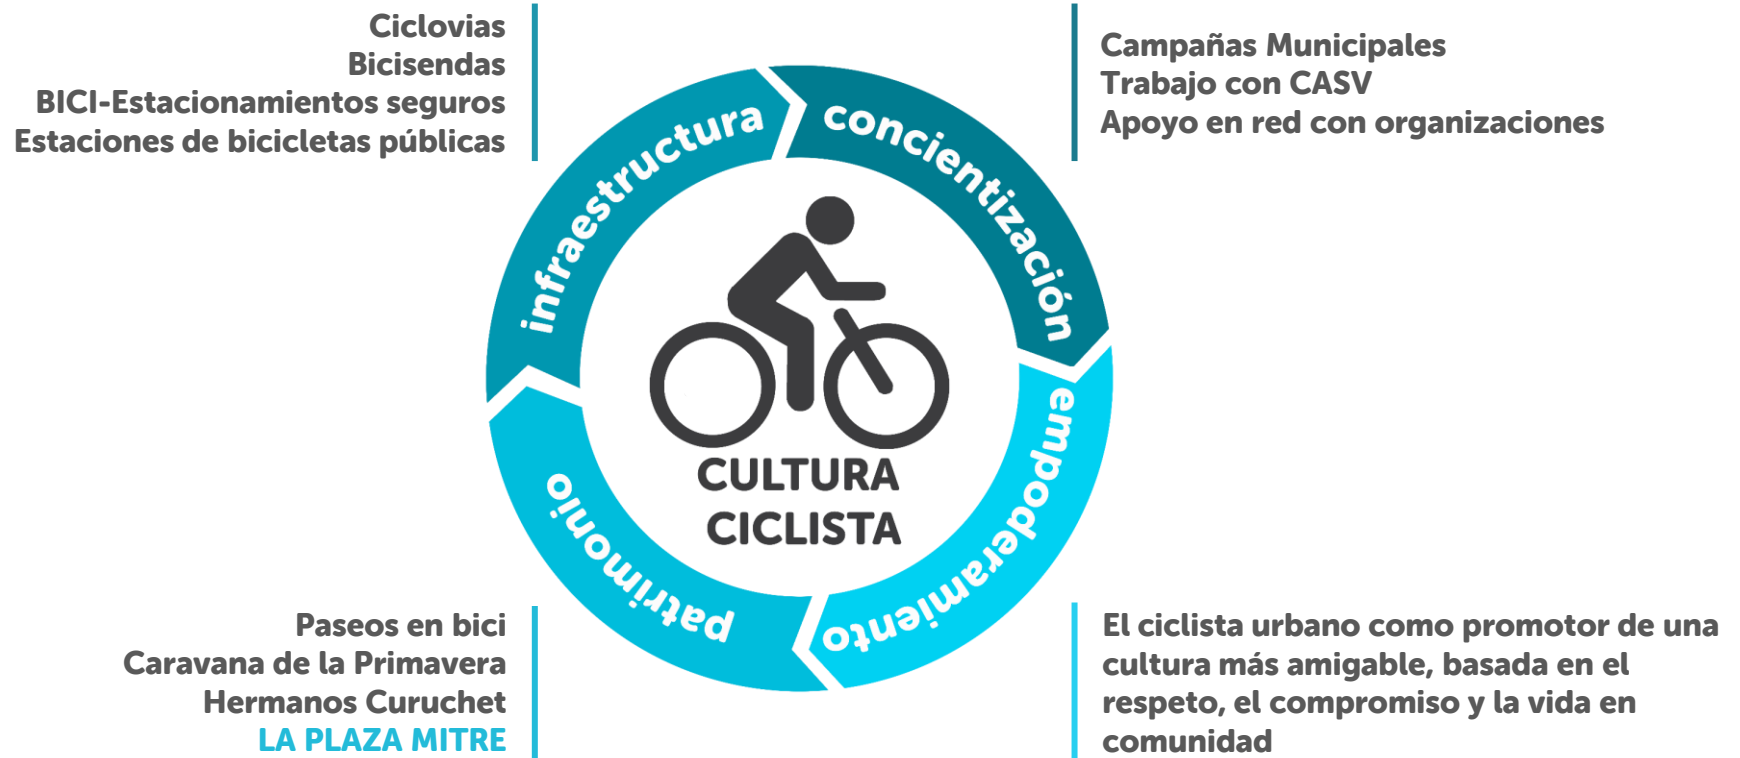 Ciclovias
Bicisendas
BICI-Estacionamientos seguros
Estaciones de bicicletas públicas
Campañas Municipales
Trabajo con CASV
Apoyo en red con organizaciones
infraestructura
concientización
empoderamiento
patrimonio
CULTURA
CICLISTA
Paseos en bici
Caravana de la Primavera
Hermanos Curuchet
LA PLAZA MITRE
El ciclista urbano como promotor de una
cultura más amigable, basada en el
respeto, el compromiso y la vida en
comunidad